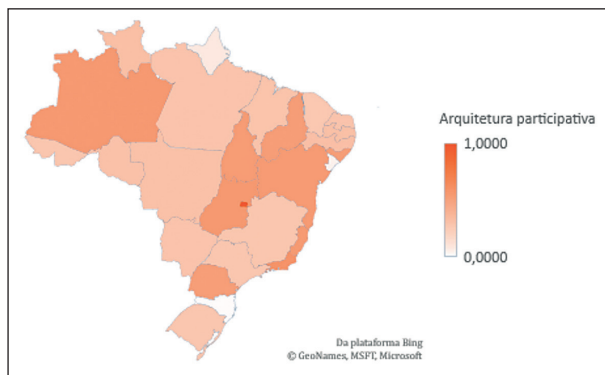 Arquitetura participativa
1,0000
0,0000
Da plataforma Bing
© GeoNames, MSFT, Microsoft